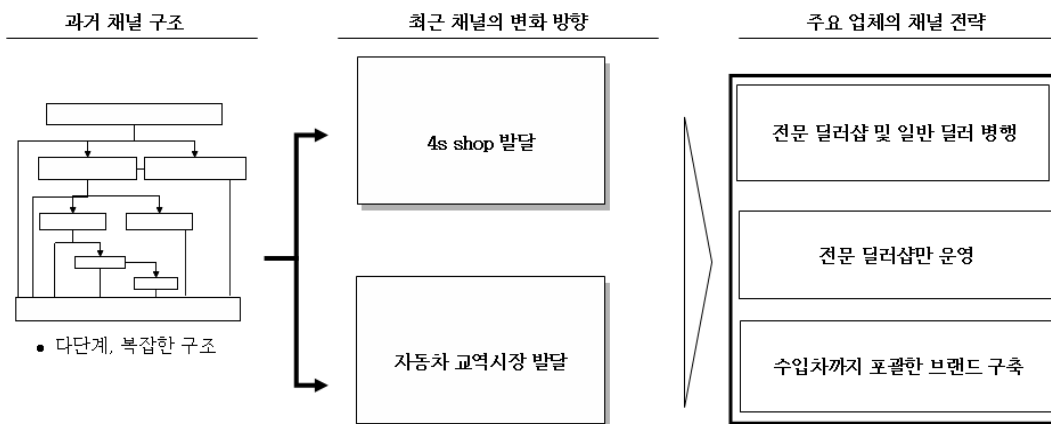 과거 채널 구조
최근 채널의 변화 방향
주요 업체의 채널 전략
4s shop 발달
자동차 교역시장 발달
전문 딜러샵 및 일반 딜러 병행
전문 딜러샵만 운영
수입차까지 포괄한 브랜드 구축
• 다단계, 복잡한 구조